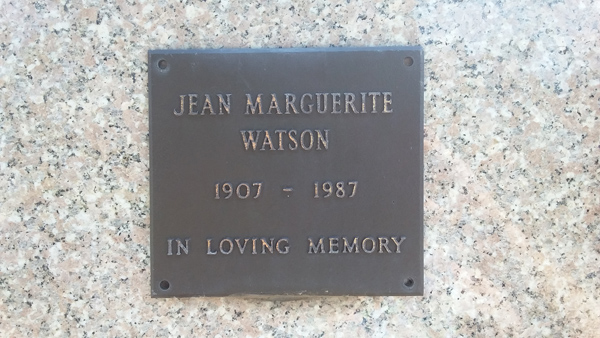 JEAN MARGUERITE
WATSON
1907 - 1987
IN LOVING MEMORY